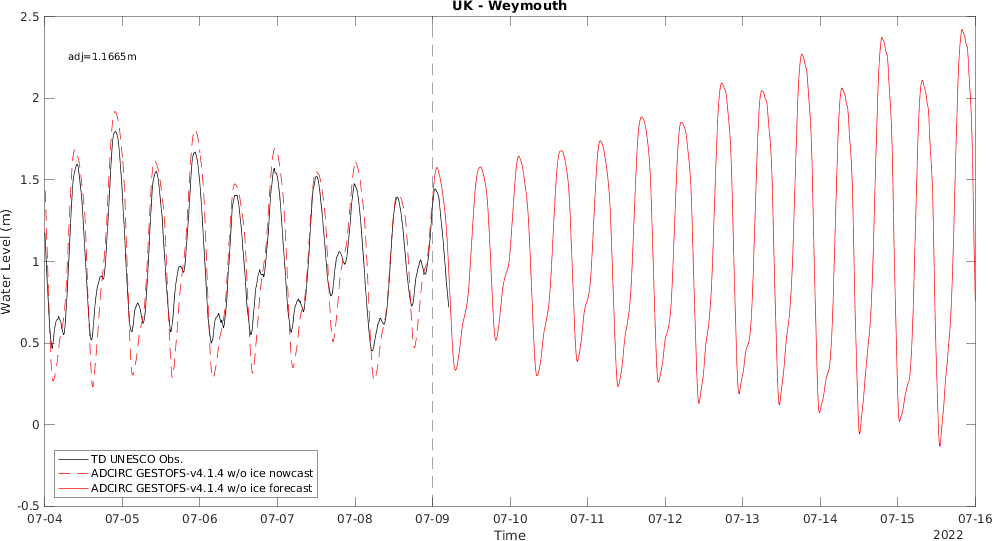 UK - Weymouth
2.5
adj=1.1665m
2
1.5
1
0.5
0
-0.5
Water Level (m)
TD UNESCO Obs.
ADCIRC GESTOFS-v4.1.4 w/o ice nowcast
ADCIRC GESTOFS-v4.1.4 w/o ice forecast
07-04 07-05 07-06 07-07 07-08 07-09 07-10 07-11 07-12 07-13 07-14 07-15 07-16
Time
2022